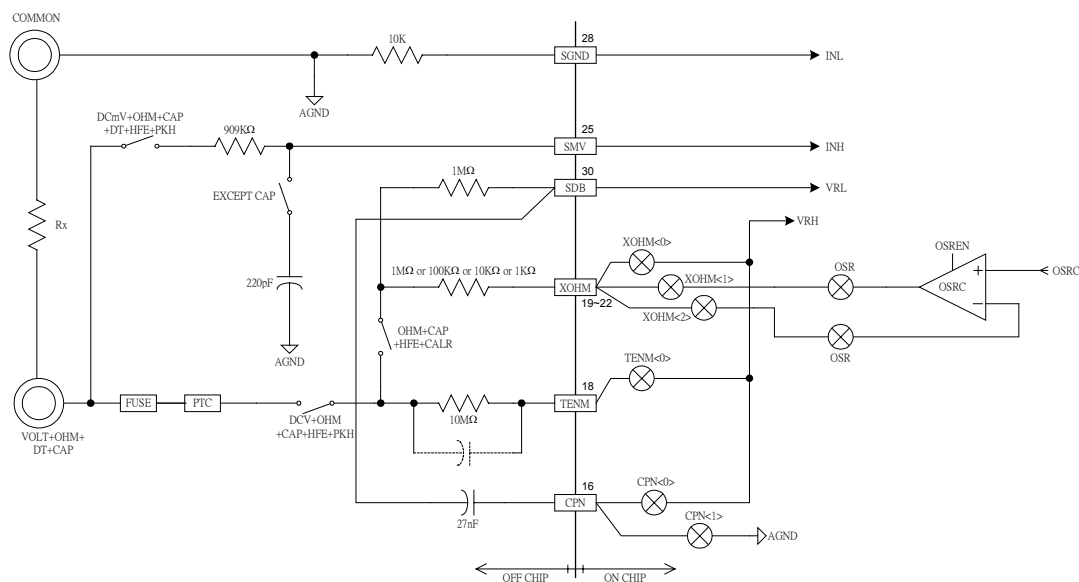 COMMON
10K
28
SGND
INL
AGND
DCmV+OHM+CAP
+DT+HFE+PKH
909KΩ
25
SMV
INH
1MΩ
30
SDB
VRL
EXCEPT CAP
Rx
VRH
XOHM<0>
OSREN
1MΩ or 100KΩ or 10KΩ or 1KΩ
XOHM
19~22
XOHM<1>
OSR
OSRC
+
−
OSRC
220pF
XOHM<2>
OSR
OHM+CAP
+HFE+CALR
AGND
TENM<0>
18
TENM
FUSE
PTC
10MΩ
DCV+OHM
+CAP+HFE+PKH
VOLT+OHM+
DT+CAP
16
CPN
CPN<0>
27nF
CPN<1>
AGND
OFF CHIP
ON CHIP